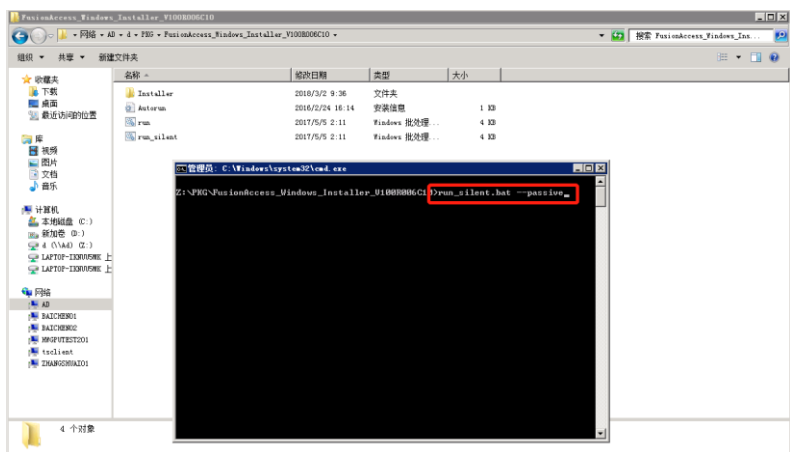 FusionAccess_Windows_Installer_V100R006C10
网络 AD d PKG FusionAccess_Windows_Installer_V100R006C10
搜索 FusionAccess_Windows_Ins...
组织 共享 新建文件夹
收藏夹
下载
桌面
最近访问的位置
库
视频
图片
文档
音乐
计算机
本地磁盘 (C:)
新加卷 (D:)
d (\\Ad) (Z:)
网络
AD
BAICHEN01
BAICHEN02
tsclient
ZHANGSHUAI01
名称 修改日期 类型 大小
Installer 2018/3/2 9:36 文件夹
Autorun 2016/2/24 16:14 安装信息 1 KB
run 2017/5/5 2:11 Windows 批处理... 4 KB
run_silent 2017/5/5 2:11 Windows 批处理... 4 KB
管理员: C:\Windows\system32\cmd.exe
Z:\PKG\FusionAccess_Windows_Installer_V100R006C10>run_silent.bat --passive_
4 个对象